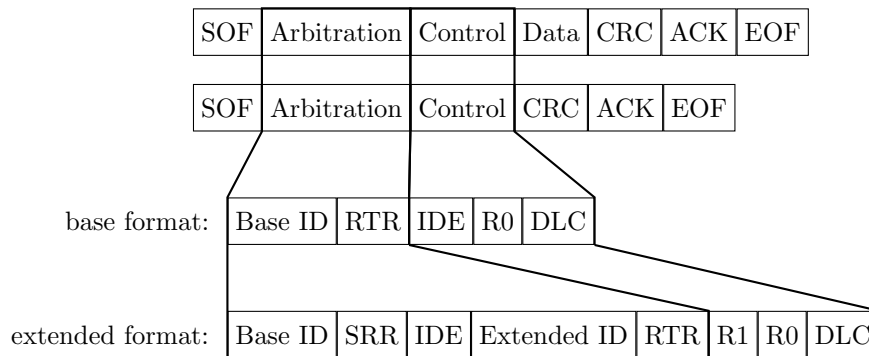 SOF Arbitration Control Data CRC ACK EOF
SOF Arbitration Control CRC ACK EOF
base format: Base ID RTR IDE R0 DLC
extended format: Base ID SRR IDE Extended ID RTR R1 R0 DLC